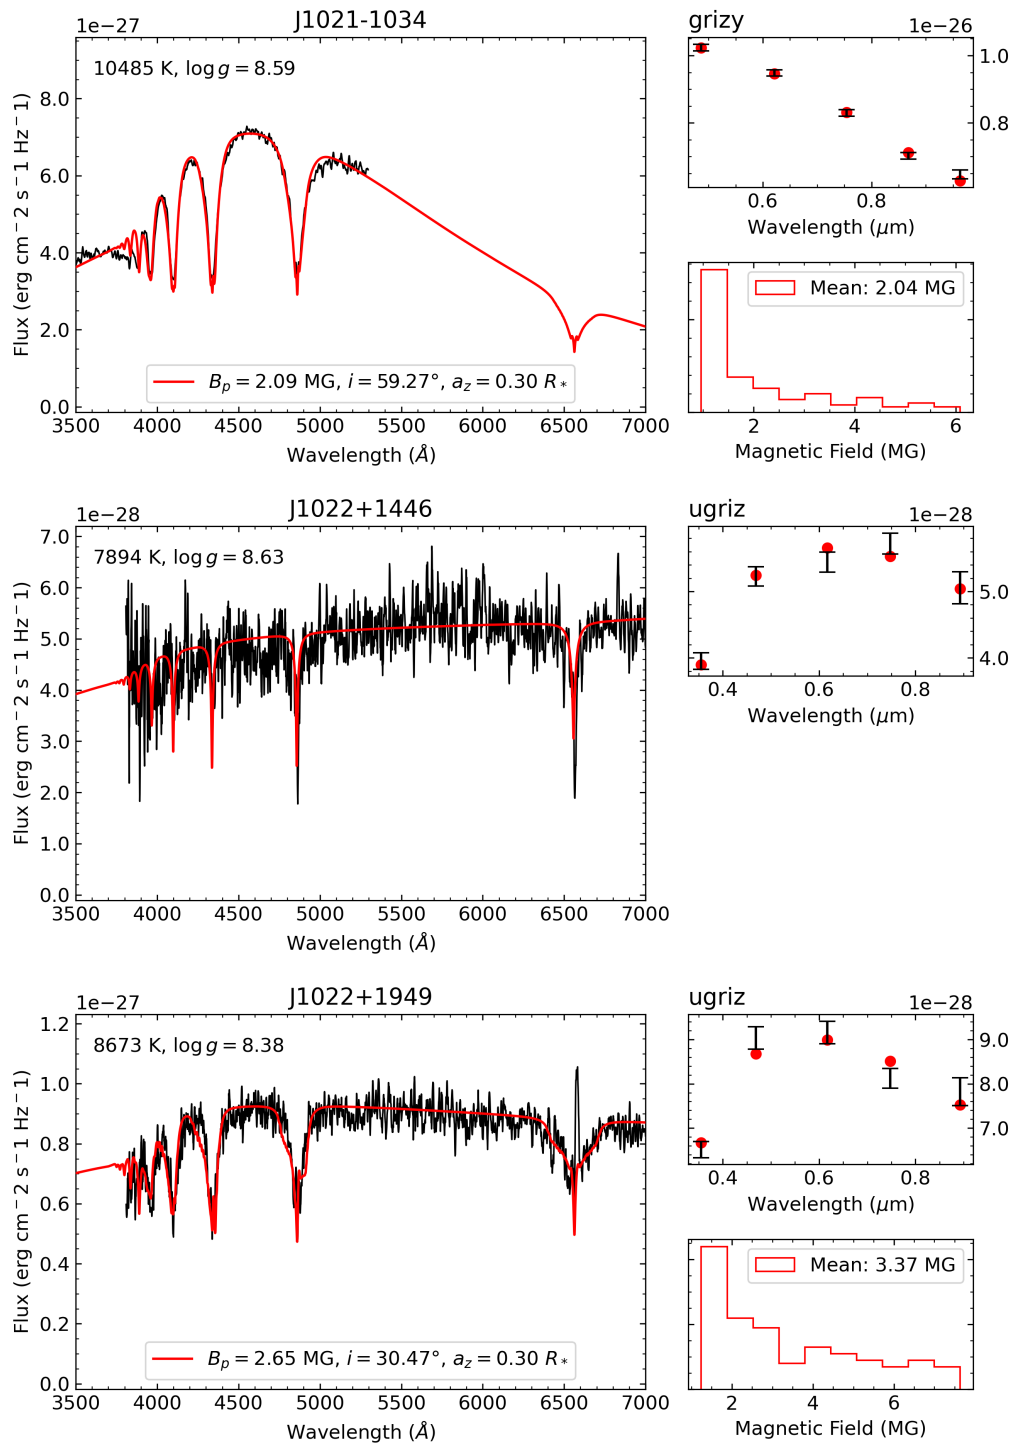 1e−27
J1021-1034
10485 K, log g = 8.59
Flux (erg cm−2 s−1 Hz−1)
8.0
6.0
4.0
2.0
0.0
B_p = 2.09 MG, i = 59.27°, a_z = 0.30 R_*
3500 4000 4500 5000 5500 6000 6500 7000
Wavelength (Å)
grizy
1e−26
1.0
0.8
0.6 0.8
Wavelength (μm)
Mean: 2.04 MG
2 4 6
Magnetic Field (MG)
1e−28
J1022+1446
7894 K, log g = 8.63
Flux (erg cm−2 s−1 Hz−1)
7.0
6.0
5.0
4.0
3.0
2.0
1.0
0.0
3500 4000 4500 5000 5500 6000 6500 7000
Wavelength (Å)
ugriz
1e−28
5.0
4.0
0.4 0.6 0.8
Wavelength (μm)
1e−27
J1022+1949
8673 K, log g = 8.38
Flux (erg cm−2 s−1 Hz−1)
1.2
1.0
0.8
0.6
0.4
0.2
0.0
B_p = 2.65 MG, i = 30.47°, a_z = 0.30 R_*
3500 4000 4500 5000 5500 6000 6500 7000
Wavelength (Å)
ugriz
1e−28
9.0
8.0
7.0
0.4 0.6 0.8
Wavelength (μm)
Mean: 3.37 MG
2 4 6
Magnetic Field (MG)